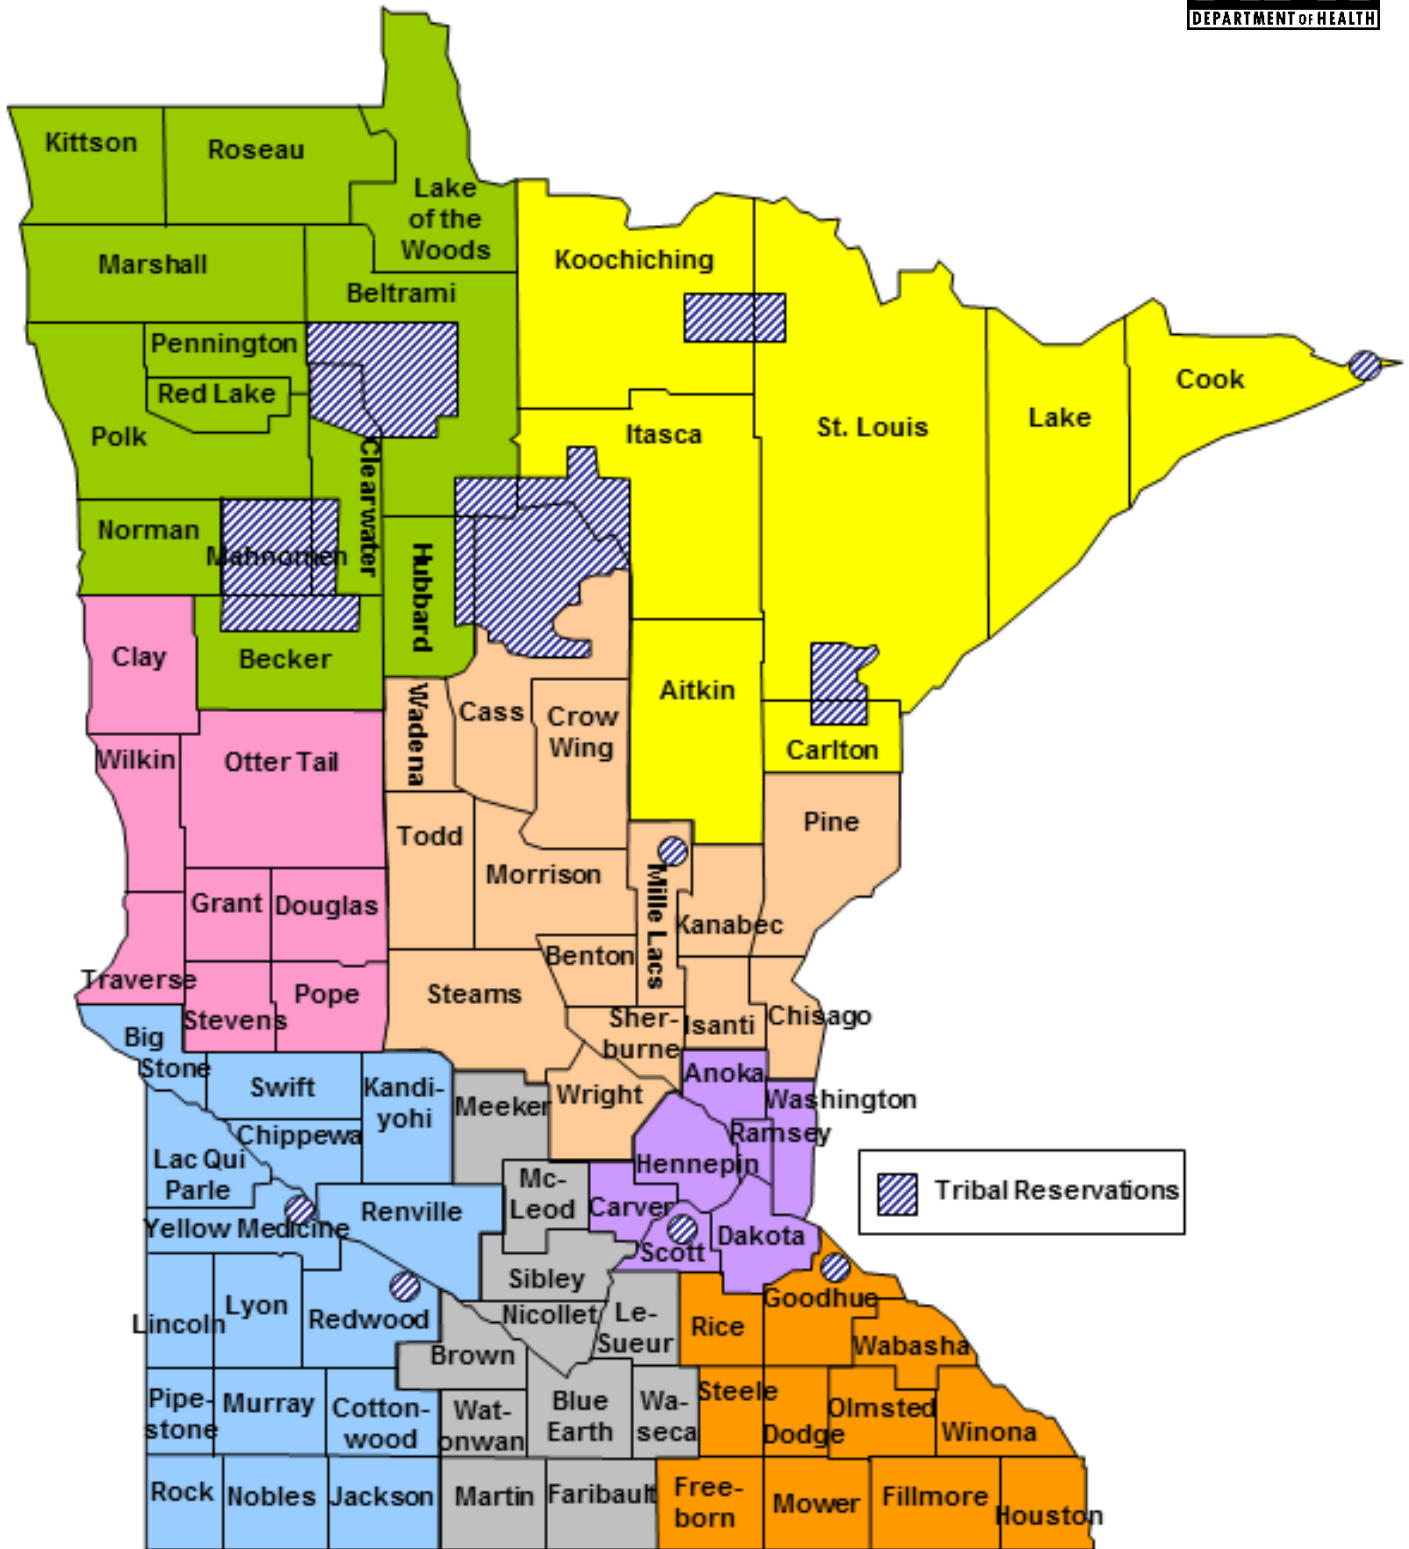 DEPARTMENT OF HEALTH
Kittson
Roseau
Lake
of the
Woods
Marshall
Beltrami
Koochiching
Pennington
Red Lake
Polk
Clearwater
Itasca
St. Louis
Lake
Cook
Norman
Mahnomen
Hubbard
Clay
Becker
Wadena
Cass
Crow
Wing
Aitkin
Carlton
Wilkin
Otter Tail
Todd
Morrison
Mille Lacs
Kanabec
Pine
Grant
Douglas
Benton
Traverse
Stevens
Pope
Stearns
Sher-
burne
Isanti
Chisago
Big
Stone
Swift
Kandi-
yohi
Meeker
Wright
Anoka
Washington
Ramsey
Chippewa
Lac Qui
Parle
Mc-
Leod
Hennepin
Carver
Tribal Reservations
Yellow Medicine
Renville
Scott
Dakota
Sibley
Lincoln
Lyon
Redwood
Nicollet
Le-
Sueur
Rice
Goodhue
Wabasha
Brown
Pipe-
stone
Murray
Cotton-
wood
Wat-
onwan
Blue
Earth
Wa-
seca
Steele
Dodge
Olmsted
Winona
Rock
Nobles
Jackson
Martin
Faribault
Free-
born
Mower
Fillmore
Houston